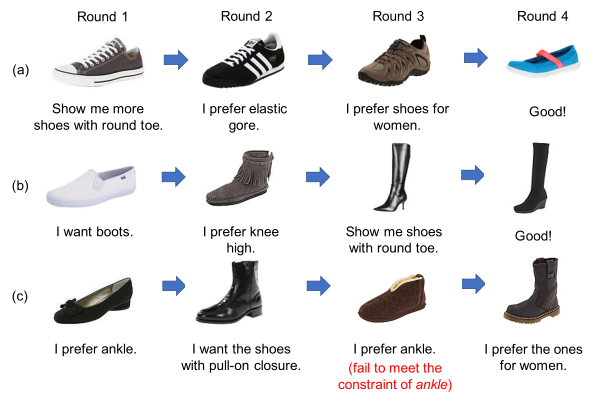 Round 1
Round 2
Round 3
Round 4
(a)
Show me more
shoes with round toe.
I prefer elastic
gore.
I prefer shoes for
women.
Good!
(b)
I want boots.
I prefer knee
high.
Show me shoes
with round toe.
Good!
(c)
I prefer ankle.
I want the shoes
with pull-on closure.
I prefer ankle.
(fail to meet the
constraint of ankle)
I prefer the ones
for women.